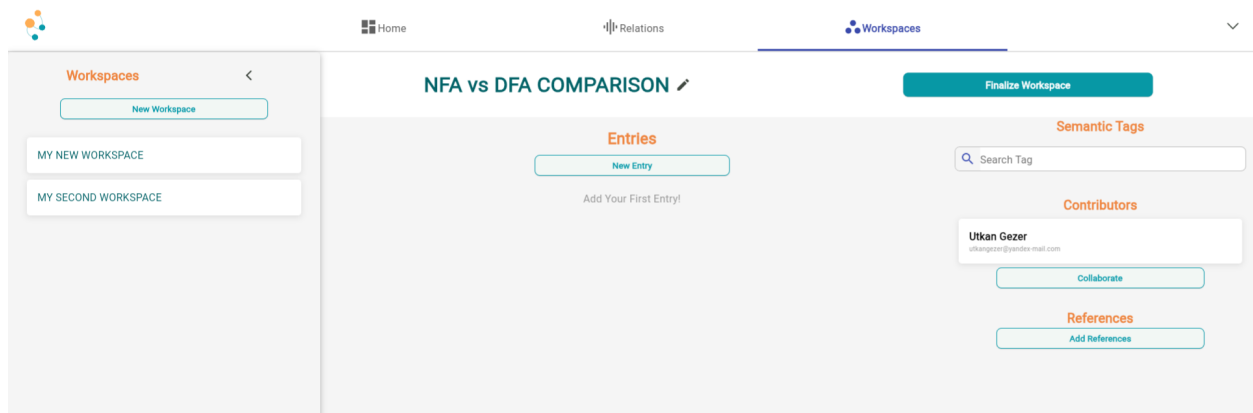 Home
Relations
Workspaces
Workspaces
New Workspace
MY NEW WORKSPACE
MY SECOND WORKSPACE
NFA vs DFA COMPARISON
Finalize Workspace
Entries
New Entry
Add Your First Entry!
Semantic Tags
Search Tag
Contributors
Utkan Gezer
utkangezer@yandex-mail.com
Collaborate
References
Add References